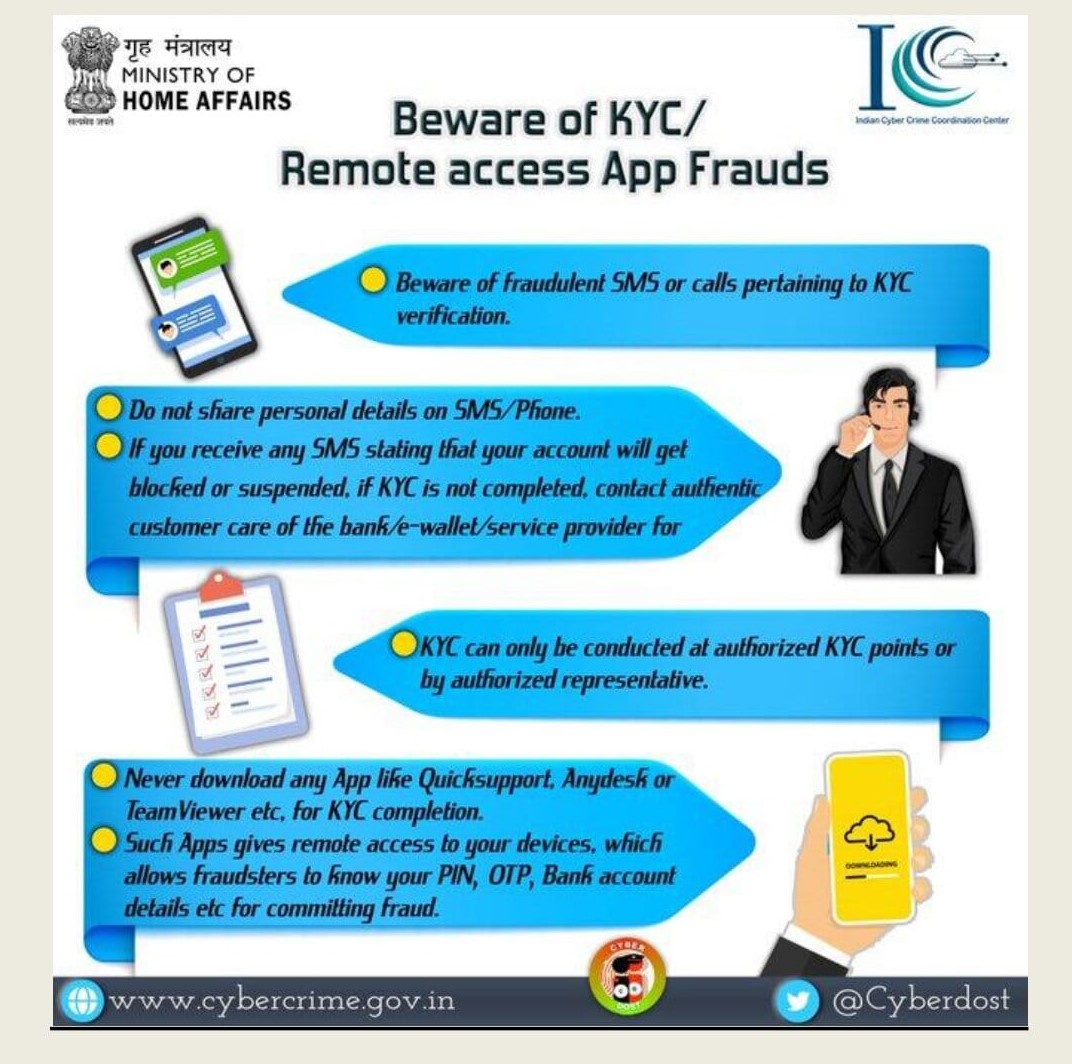 गृह मंत्रालय
MINISTRY OF
HOME AFFAIRS
सत्यमेव जयते
ICC
Indian Cyber Crime Coordination Center
Beware of KYC/
Remote access App Frauds
Beware of fraudulent SMS or calls pertaining to KYC
verification.
Do not share personal details on SMS/Phone.
If you receive any SMS stating that your account will get
blocked or suspended, if KYC is not completed, contact authentic
customer care of the bank/e-wallet/service provider for
KYC can only be conducted at authorized KYC points or
by authorized representative.
Never download any App like Quicksupport, Anydesk or
TeamViewer etc, for KYC completion.
Such Apps gives remote access to your devices, which
allows fraudsters to know your PIN, OTP, Bank account
details etc for committing fraud.
DOWNLOADING
CYBER
DOST
www.cybercrime.gov.in
@Cyberdost